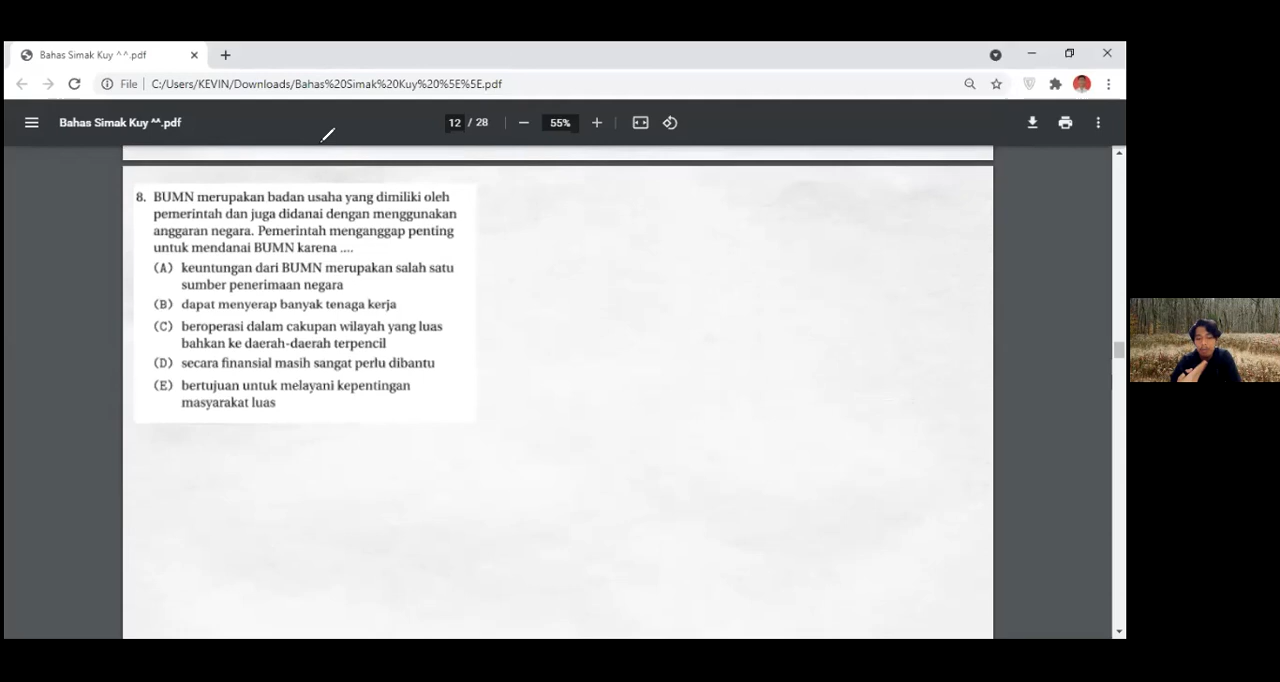 Bahas Simak Kuy ^^.pdf
File
C:/Users/KEVIN/Downloads/Bahas%20Simak%20Kuy%20%5E%5E.pdf
Bahas Simak Kuy ^^.pdf
12 / 28
55%
8. BUMN merupakan badan usaha yang dimiliki oleh
pemerintah dan juga didanai dengan menggunakan
anggaran negara. Pemerintah menganggap penting
untuk mendanai BUMN karena ....
(A) keuntungan dari BUMN merupakan salah satu
sumber penerimaan negara
(B) dapat menyerap banyak tenaga kerja
(C) beroperasi dalam cakupan wilayah yang luas
bahkan ke daerah-daerah terpencil
(D) secara finansial masih sangat perlu dibantu
(E) bertujuan untuk melayani kepentingan
masyarakat luas